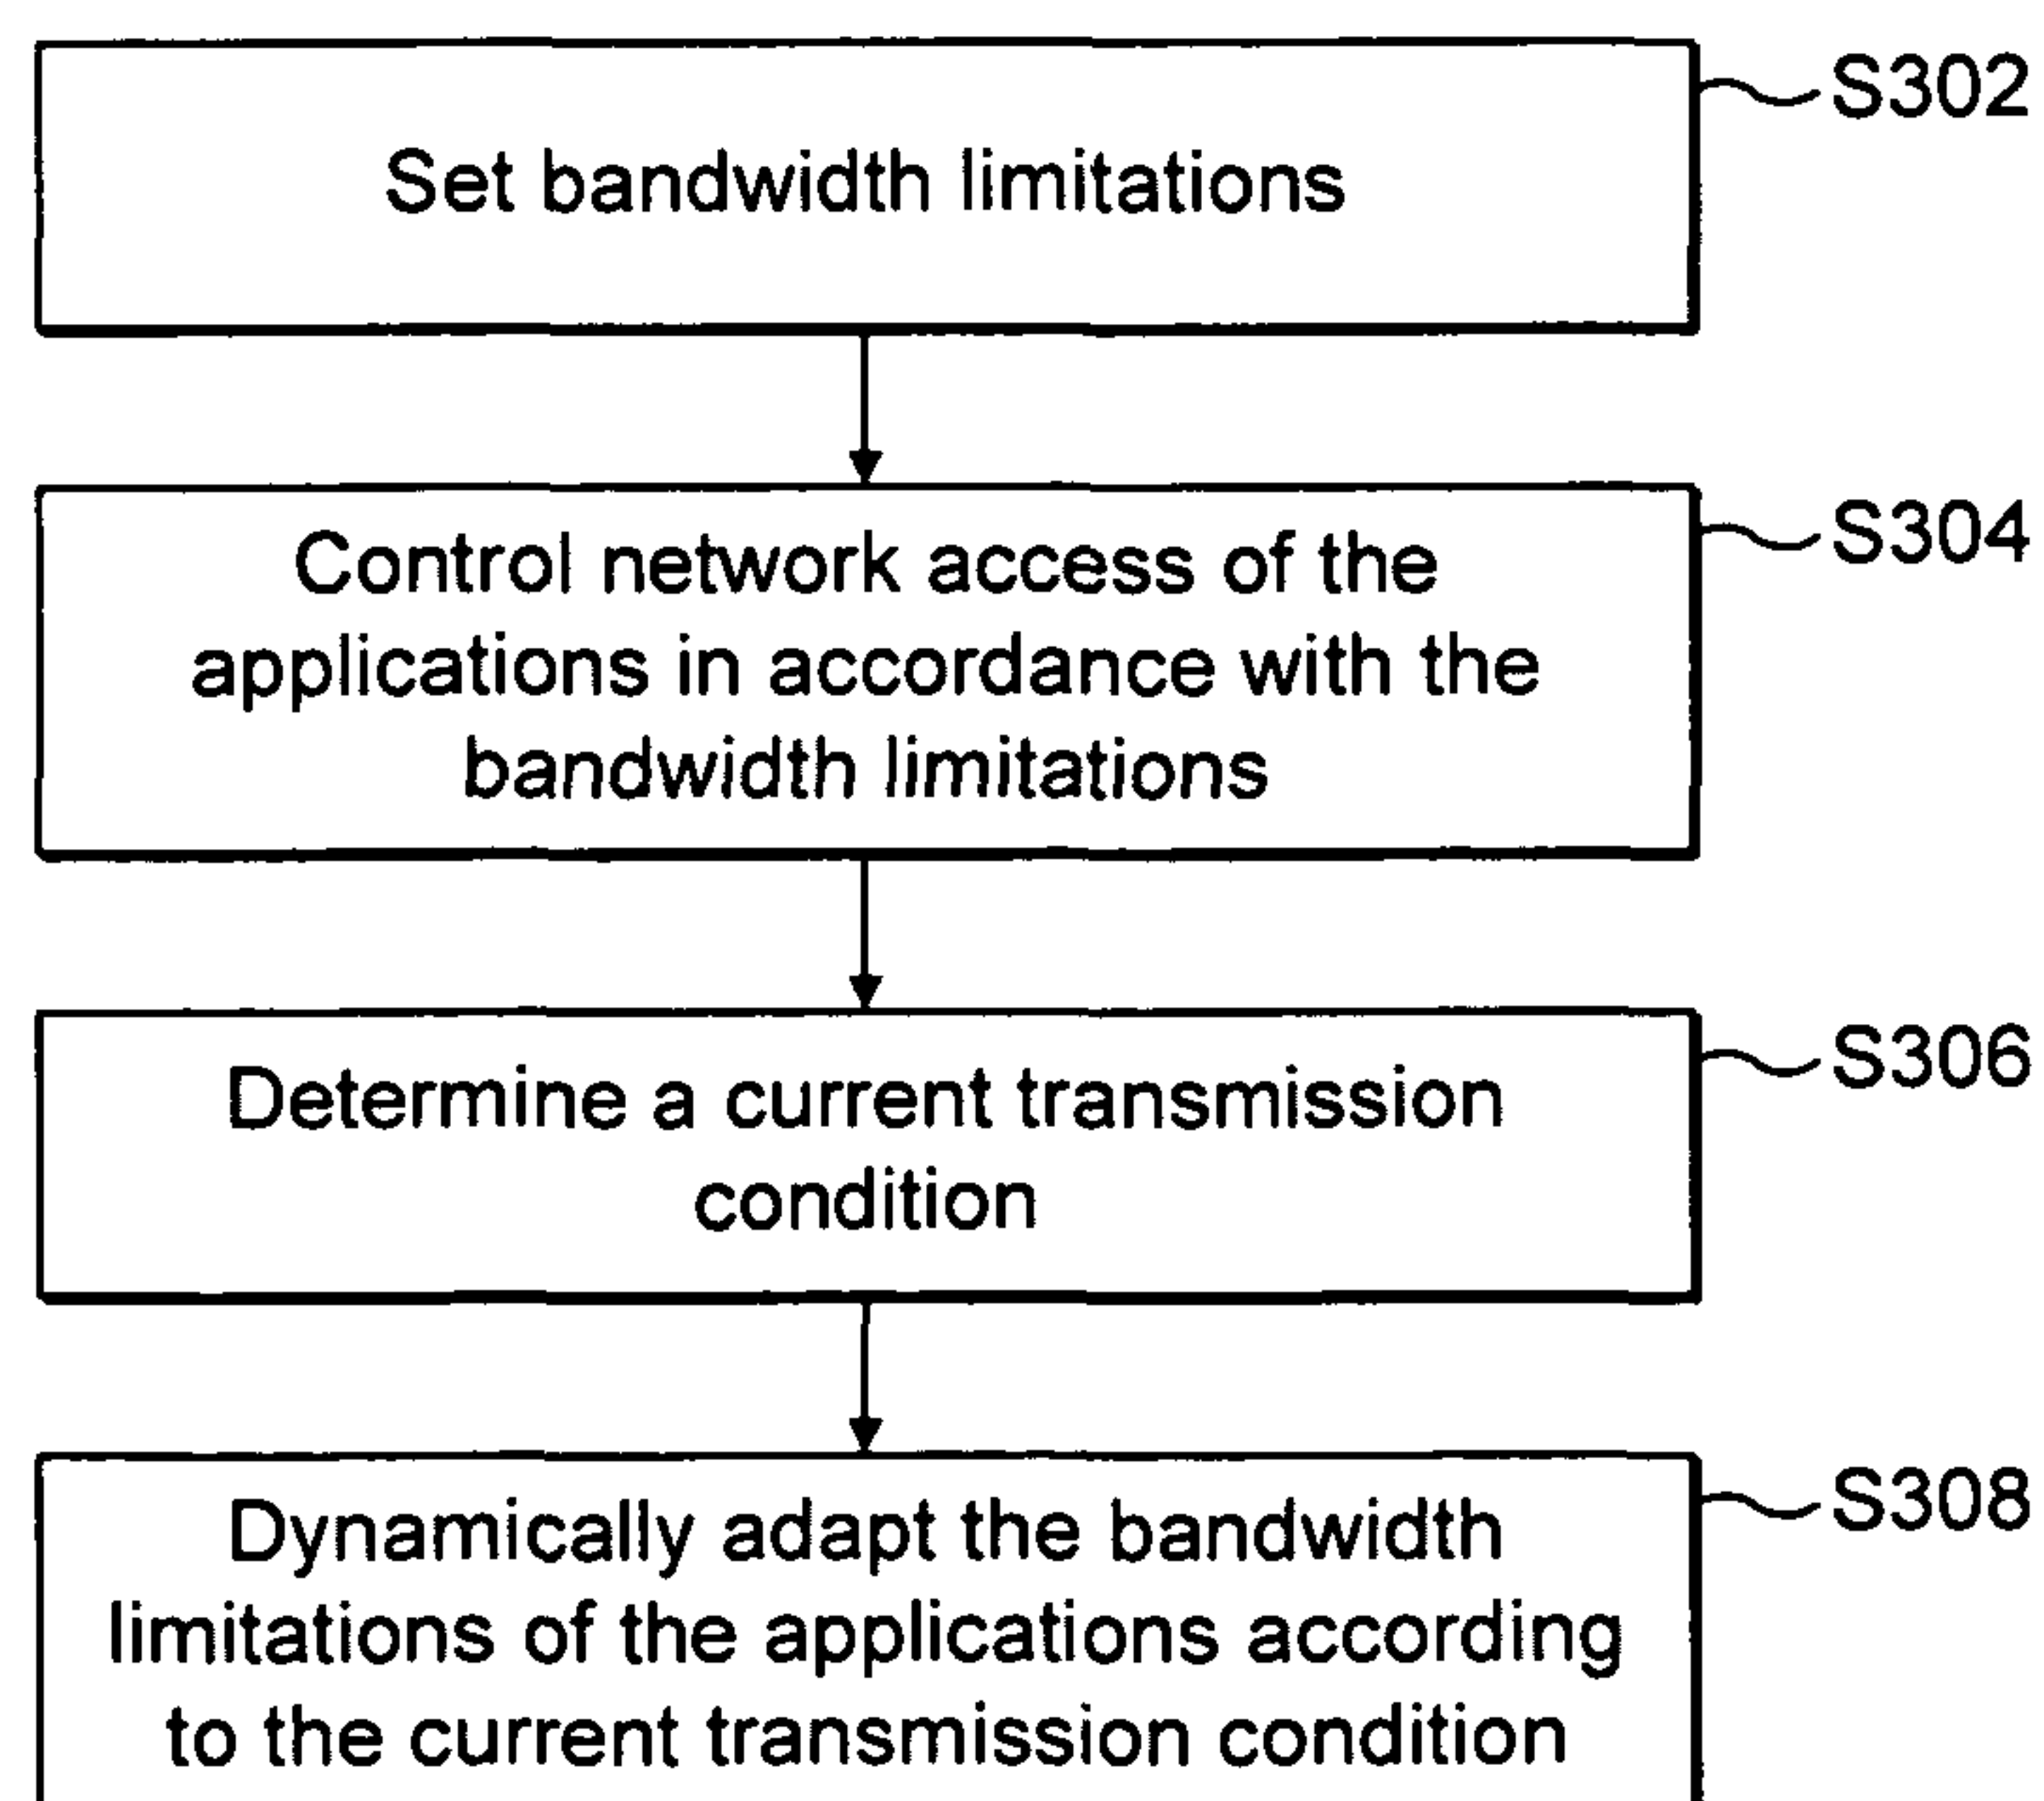 S302
Set bandwidth limitations
S304
Control network access of the
applications in accordance with the
bandwidth limitations
S306
Determine a current transmission
condition
S308
Dynamically adapt the bandwidth
limitations of the applications according
to the current transmission condition